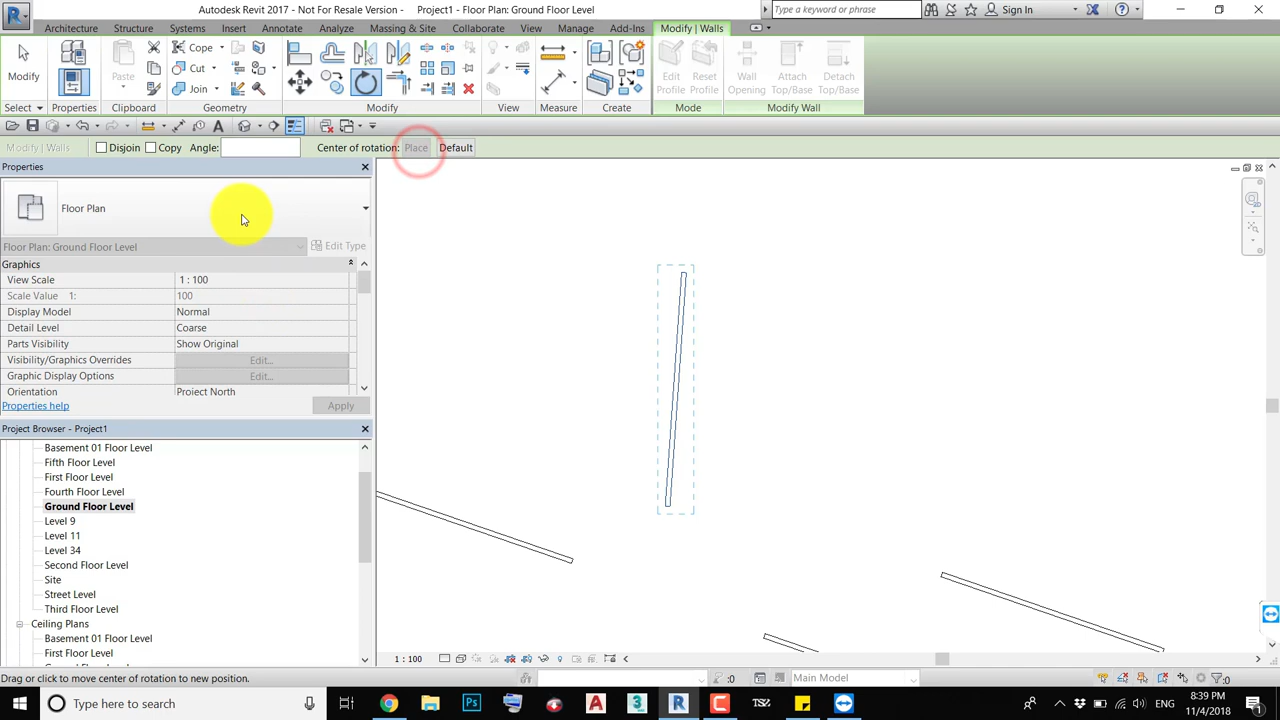 Autodesk Revit 2017 - Not For Resale Version - Project1 - Floor Plan: Ground Floor Level
Type a keyword or phrase
Sign In
Architecture Structure Systems Insert Annotate Analyze Massing & Site Collaborate View Manage Add-Ins Modify | Walls
Modify Paste Cope Cut Join Edit Profile Reset Profile Wall Opening Attach Top/Base Detach Top/Base
Select Properties Clipboard Geometry Modify View Measure Create Mode Modify Wall
Modify | Walls Disjoin Copy Angle: Center of rotation: Place Default
Properties
Floor Plan
Floor Plan: Ground Floor Level Edit Type
Graphics
View Scale 1 : 100
Scale Value 1: 100
Display Model Normal
Detail Level Coarse
Parts Visibility Show Original
Visibility/Graphics Overrides Edit...
Graphic Display Options Edit...
Orientation Project North
Properties help Apply
Project Browser - Project1
Basement 01 Floor Level
Fifth Floor Level
First Floor Level
Fourth Floor Level
Ground Floor Level
Level 9
Level 11
Level 34
Second Floor Level
Site
Street Level
Third Floor Level
Ceiling Plans
Basement 01 Floor Level
First Floor Level
1 : 100
Drag or click to move center of rotation to new position. :0 Main Model :0
Type here to search
ENG
8:39 PM
11/4/2018